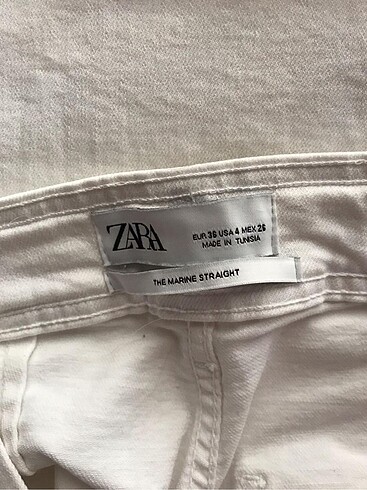 ZARA
EUR 36 USA 4 MEX 26
MADE IN TUNISIA
THE MARINE STRAIGHT